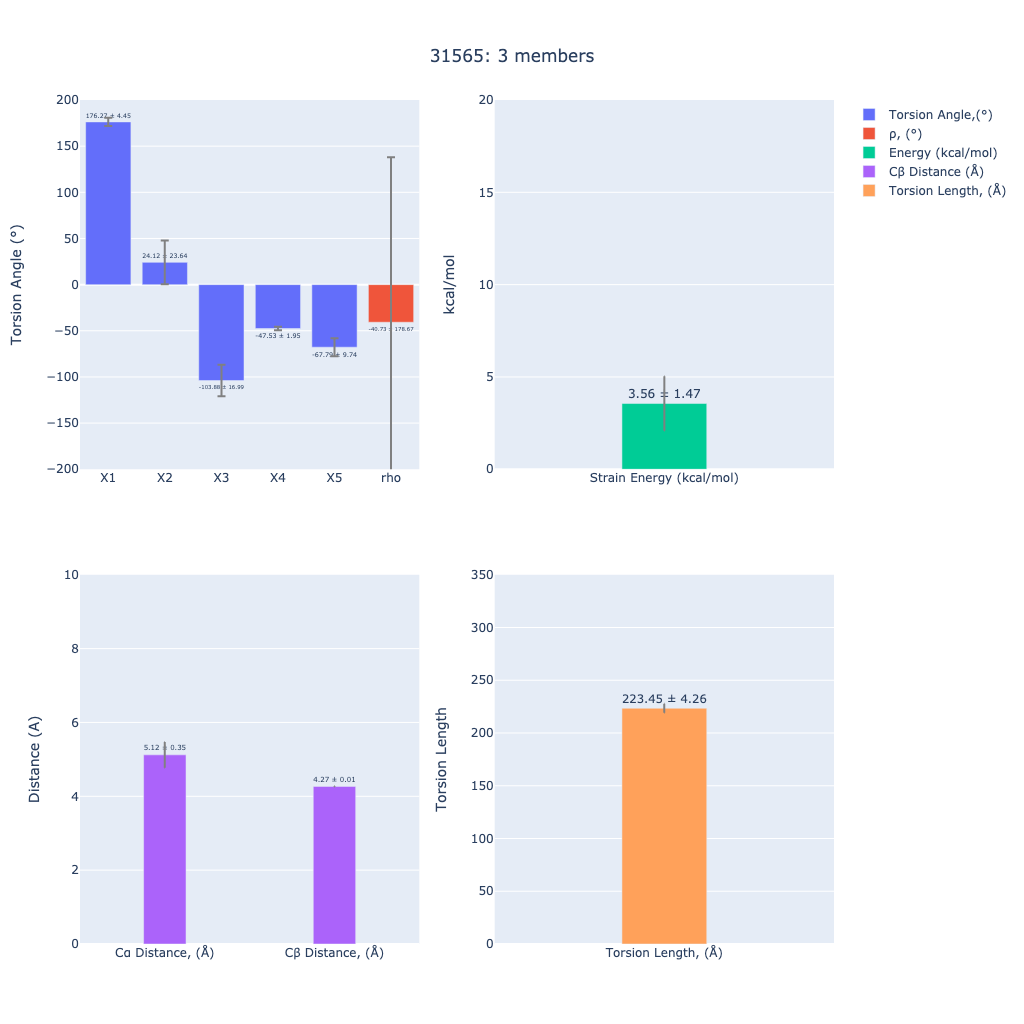 31565: 3 members
200
150
100
50
0
−50
−100
−150
−200
Torsion Angle (°)
176.27 ± 4.45
24.12 ± 23.64
-103.88 ± 16.99
-47.53 ± 1.95
-67.79 ± 9.74
-40.73 ± 178.67
X1
X2
X3
X4
X5
rho
20
15
10
5
0
kcal/mol
3.56 ± 1.47
Strain Energy (kcal/mol)
Torsion Angle,(°)
ρ, (°)
Energy (kcal/mol)
Cβ Distance (Å)
Torsion Length, (Å)
10
8
6
4
2
0
Distance (A)
5.12 ± 0.35
4.27 ± 0.01
Cα Distance, (Å)
Cβ Distance, (Å)
350
300
250
200
150
100
50
0
Torsion Length
223.45 ± 4.26
Torsion Length, (Å)